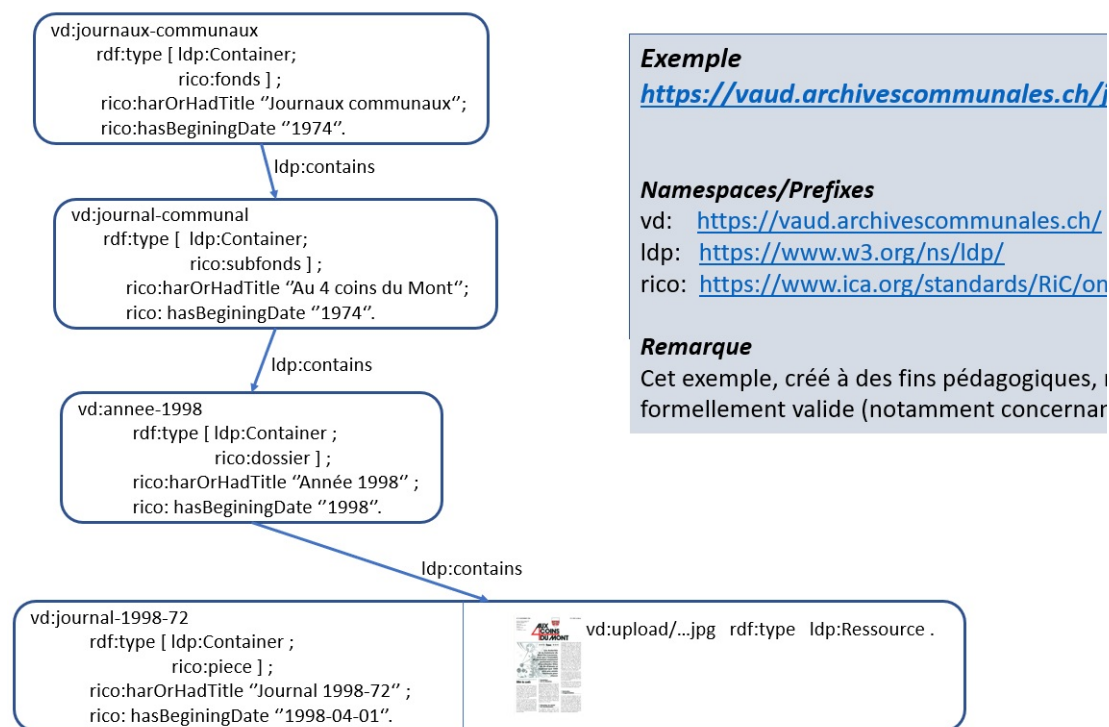 vd:journaux-communaux
rdf:type [ ldp:Container;
rico:fonds ] ;
rico:harOrHadTitle ‘’Journaux communaux‘’;
rico:hasBeginingDate ‘’1974’’.
ldp:contains
vd:journal-communal
rdf:type [ ldp:Container;
rico:subfonds ] ;
rico:harOrHadTitle ‘’Au 4 coins du Mont‘’;
rico: hasBeginingDate ‘’1974’’.
ldp:contains
vd:annee-1998
rdf:type [ ldp:Container ;
rico:dossier ] ;
rico:harOrHadTitle ‘’Année 1998’’ ;
rico: hasBeginingDate ‘’1998’’.
ldp:contains
vd:journal-1998-72
rdf:type [ ldp:Container ;
rico:piece ] ;
rico:harOrHadTitle ‘’Journal 1998-72’’ ;
rico: hasBeginingDate ‘’1998-04-01’’.
AUX
4 COINS
DU MONT
vd:upload/...jpg rdf:type ldp:Ressource .
Exemple
https://vaud.archivescommunales.ch/j
Namespaces/Prefixes
vd: https://vaud.archivescommunales.ch/
ldp: https://www.w3.org/ns/ldp/
rico: https://www.ica.org/standards/RiC/on
Remarque
Cet exemple, créé à des fins pédagogiques,
formellement valide (notamment concernan